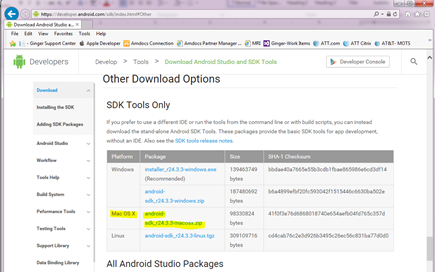 https://developer.android.com/sdk/index.html#Other
Download Android Studio a...
File Edit View Favorites Tools Help
Ginger Support Center Apple Developer Amdocs Connection Amdocs Partner Manager ... MRI Ginger-Work Items ATT.com ATT Citrix AT&T- MOTS
Developers
Develop > Tools > Download Android Studio and SDK Tools
Developer Console
Download
Installing the SDK
Adding SDK Packages
Android Studio
Workflow
Tools Help
Build System
Peformance Tools
Testing Tools
Support Library
Data Binding Library
Other Download Options
SDK Tools Only
If you prefer to use a different IDE or run the tools from the command line or with build scripts, you can instead
download the stand-alone Android SDK Tools. These packages provide the basic SDK tools for app development,
without an IDE. Also see the SDK tools release notes.
Platform Package Size SHA-1 Checksum
Windows installer_r24.3.3-windows.exe 139463749 bbdae40a7665e55b3cdb1fbae865986e6cd3df14
(Recommended) bytes
android- 187480692 b6a4899efbf20fc593042f1515446c6630ba502a
sdk_r24.3.3-windows.zip bytes
Mac OS X android- 98330824 41f0f3a76d6868018740e654aefb04fd765c357d
sdk_r24.3.3-macosx.zip bytes
Linux android-sdk_r24.3.3-linux.tgz 309109716 cd4cab76c2e3d926b3495c26ec56c831ba77d0d0
bytes
All Android Studio Packages